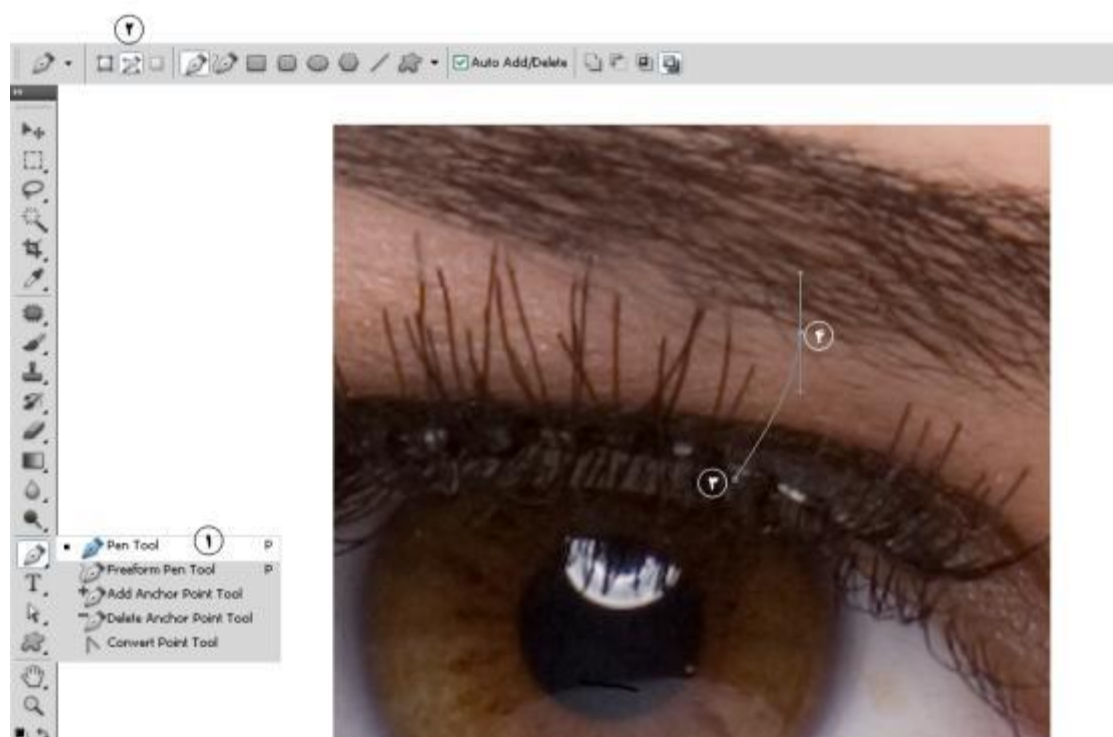 ۲
Auto Add/Delete
۴
۳
Pen Tool ۱ P
Freeform Pen Tool P
Add Anchor Point Tool
Delete Anchor Point Tool
Convert Point Tool
T